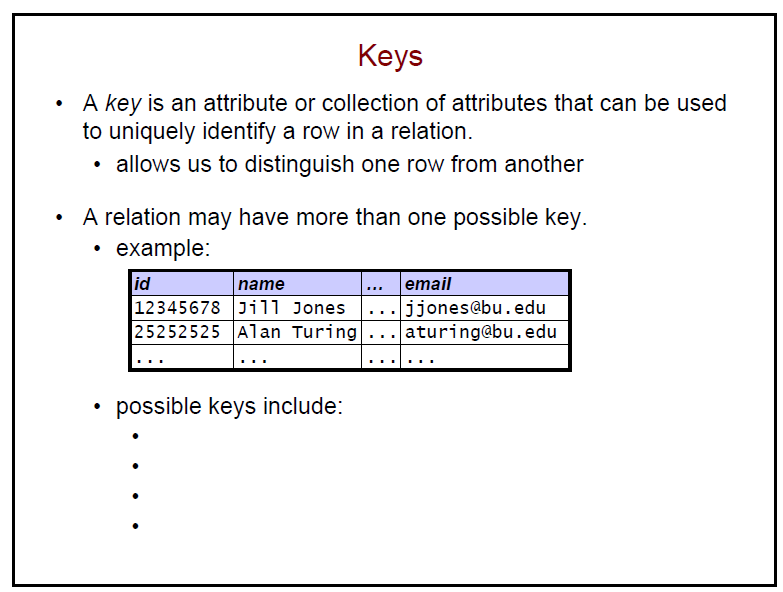 Keys
• A key is an attribute or collection of attributes that can be used
to uniquely identify a row in a relation.
• allows us to distinguish one row from another
• A relation may have more than one possible key.
• example:
id name ... email
12345678 Jill Jones ... jjones@bu.edu
25252525 Alan Turing ... aturing@bu.edu
... ... ... ...
• possible keys include:
•
•
•
•